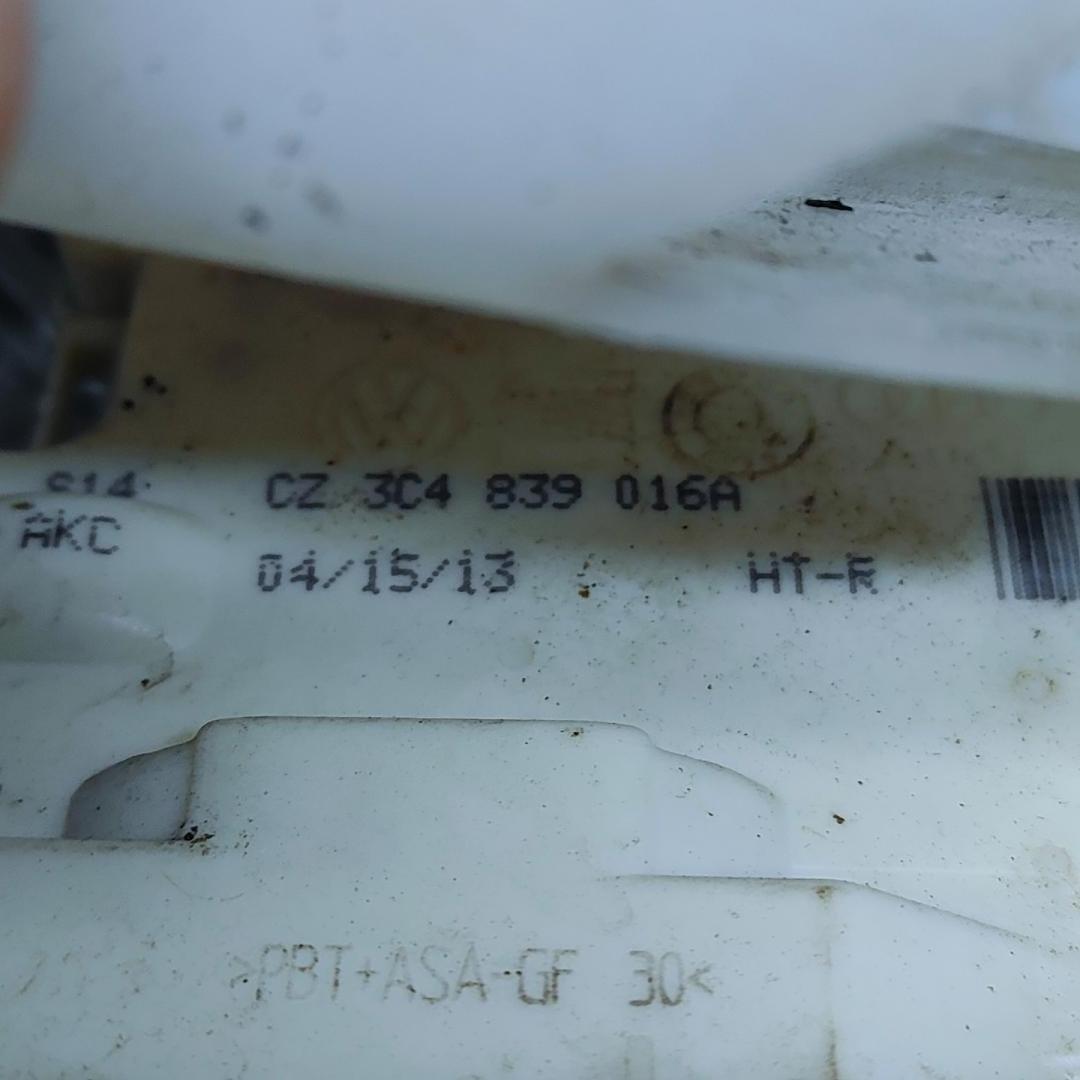 S14
CZ 3C4 839 016A
AKC
04/15/13 HT-R
>PBT+ASA-GF 30<